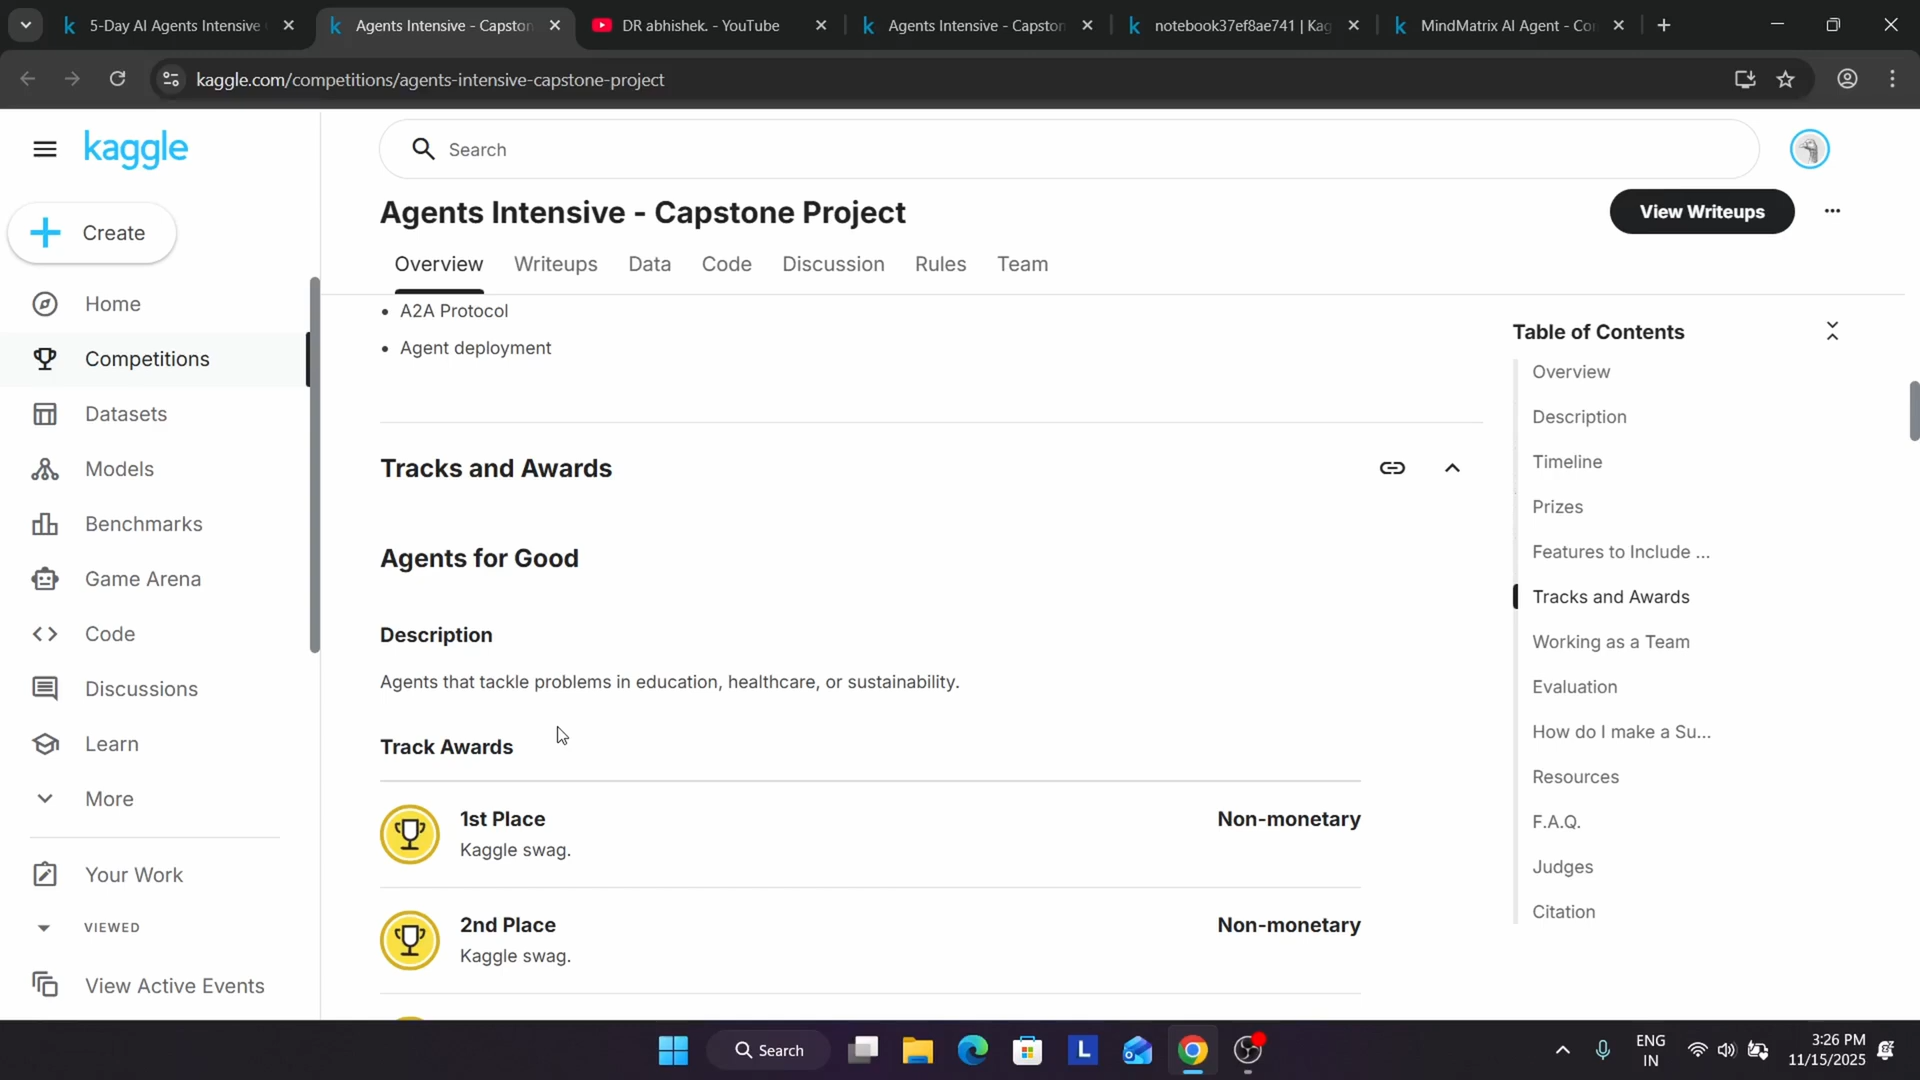 5-Day AI Agents Intensive
Agents Intensive - Capston
DR abhishek. - YouTube
Agents Intensive - Capston
notebook37ef8ae741 | Kag
MindMatrix AI Agent - Con
kaggle.com/competitions/agents-intensive-capstone-project
kaggle
Search
Create
Home
Competitions
Datasets
Models
Benchmarks
Game Arena
Code
Discussions
Learn
More
Your Work
VIEWED
View Active Events
Agents Intensive - Capstone Project
View Writeups
Overview Writeups Data Code Discussion Rules Team
• A2A Protocol
• Agent deployment
Tracks and Awards
Agents for Good
Description
Agents that tackle problems in education, healthcare, or sustainability.
Track Awards
1st Place Non-monetary
Kaggle swag.
2nd Place Non-monetary
Kaggle swag.
Table of Contents
Overview
Description
Timeline
Prizes
Features to Include ...
Tracks and Awards
Working as a Team
Evaluation
How do I make a Su...
Resources
F.A.Q.
Judges
Citation
Search
L
ENG
IN
3:26 PM
11/15/2025